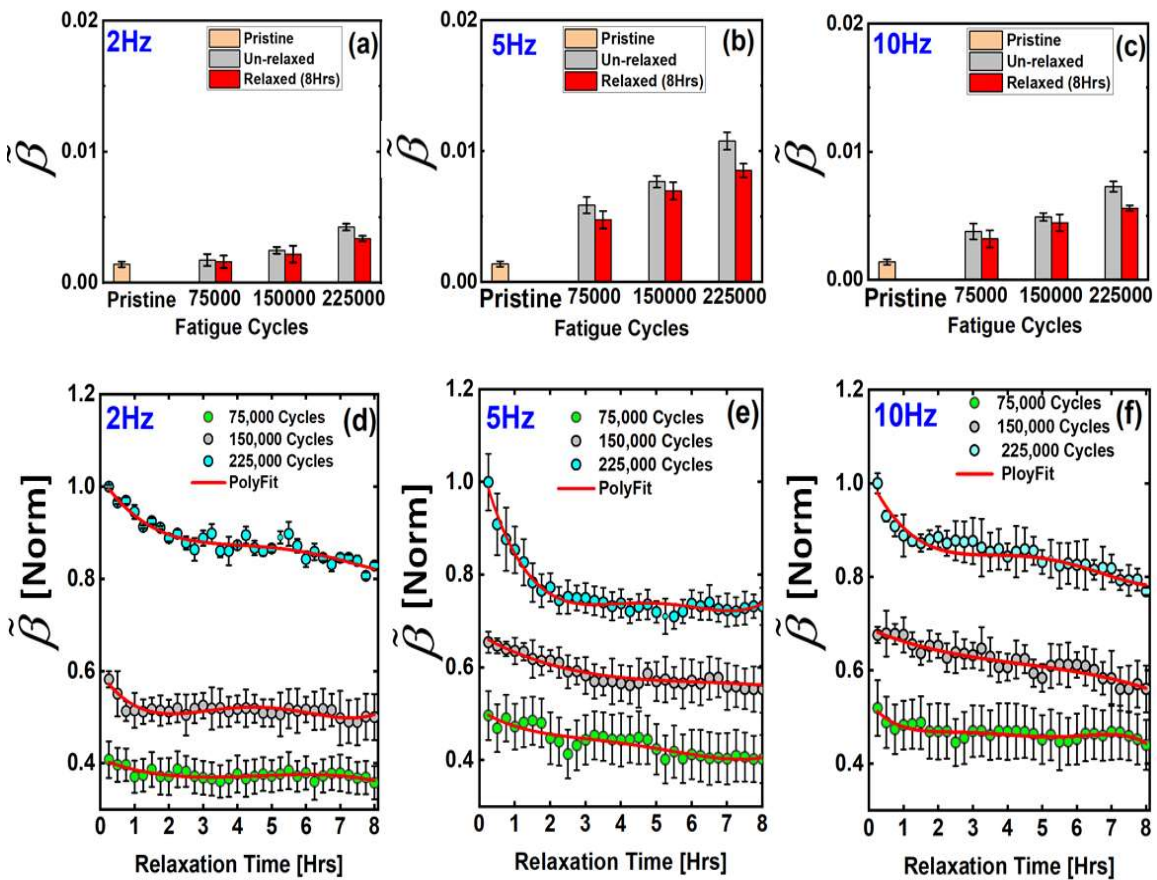 2Hz
(a)
Pristine
Un-relaxed
Relaxed (8Hrs)
0.02
0.01
0.00
β̃
Pristine 75000 150000 225000
Fatigue Cycles
5Hz
(b)
Pristine
Un-relaxed
Relaxed (8Hrs)
0.02
0.01
0.00
β̃
Pristine 75000 150000 225000
Fatigue Cycles
10Hz
(c)
Pristine
Un-relaxed
Relaxed (8Hrs)
0.02
0.01
0.00
β̃
Pristine 75000 150000 225000
Fatigue Cycles
2Hz
(d)
75,000 Cycles
150,000 Cycles
225,000 Cycles
PolyFit
1.2
1.0
0.8
0.6
0.4
β̃ [Norm]
0 1 2 3 4 5 6 7 8
Relaxation Time [Hrs]
5Hz
(e)
75,000 Cycles
150,000 Cycles
225,000 Cycles
PolyFit
1.2
1.0
0.8
0.6
0.4
β̃ [Norm]
0 1 2 3 4 5 6 7 8
Relaxation Time [Hrs]
10Hz
(f)
75,000 Cycles
150,000 Cycles
225,000 Cycles
PloyFit
1.2
1.0
0.8
0.6
0.4
β̃ [Norm]
0 1 2 3 4 5 6 7 8
Relaxation Time [Hrs]